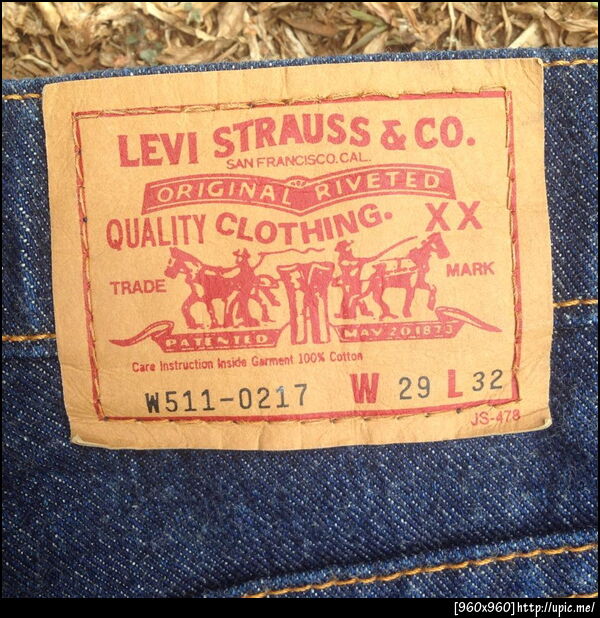 LEVI STRAUSS & CO.
SAN FRANCISCO. CAL.
ORIGINAL RIVETED
QUALITY CLOTHING. XX
TRADE MARK
PATENTED MAY 20 1873
Care Instruction Inside Garment 100% Cotton
W511-0217 W 29 L 32
JS-478
[960x960] http://upic.me/